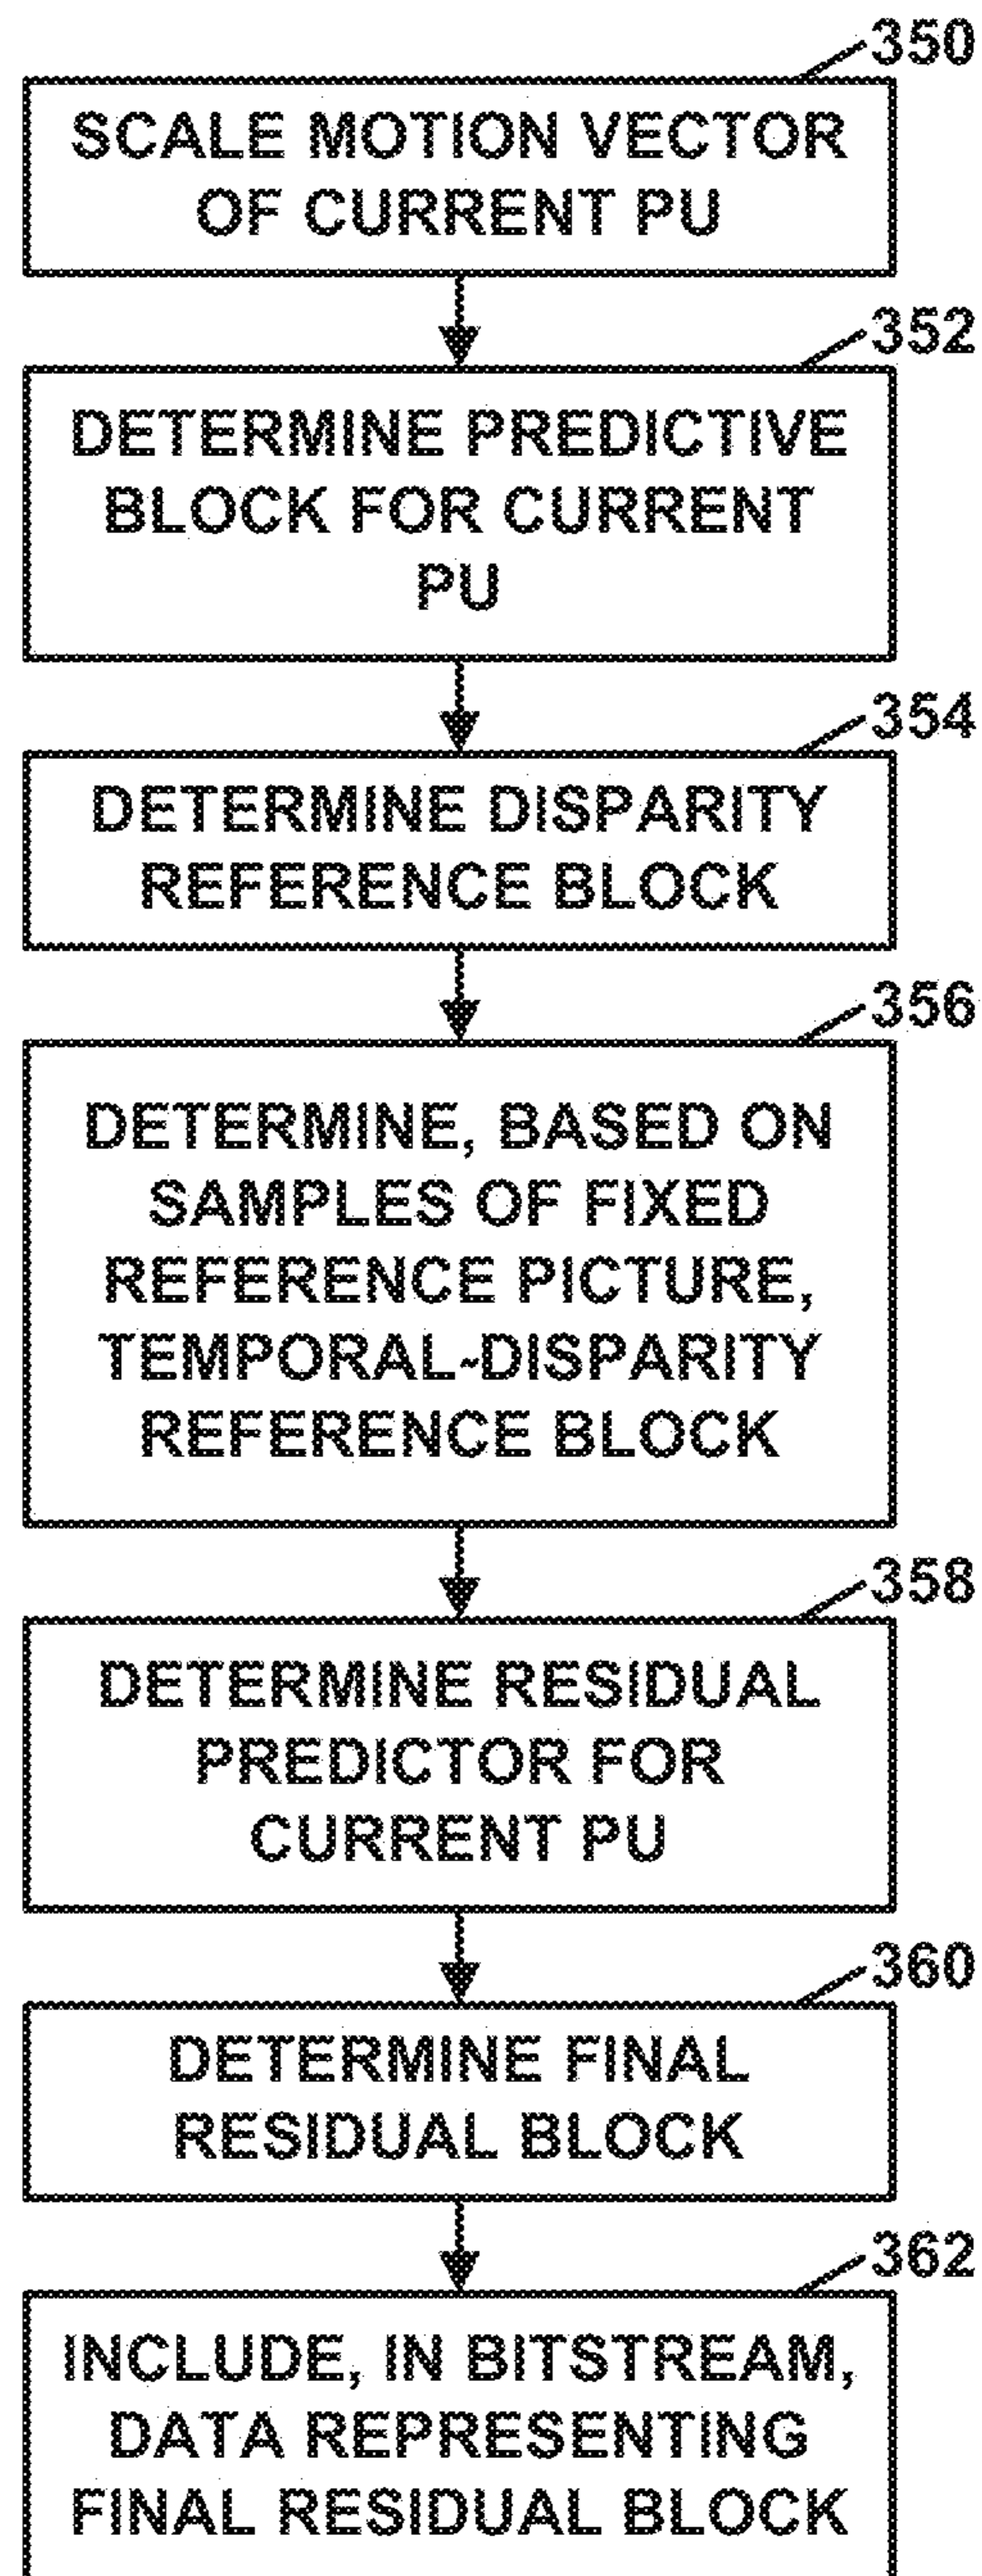 350
SCALE MOTION VECTOR
OF CURRENT PU
352
DETERMINE PREDICTIVE
BLOCK FOR CURRENT
PU
354
DETERMINE DISPARITY
REFERENCE BLOCK
356
DETERMINE, BASED ON
SAMPLES OF FIXED
REFERENCE PICTURE,
TEMPORAL-DISPARITY
REFERENCE BLOCK
358
DETERMINE RESIDUAL
PREDICTOR FOR
CURRENT PU
360
DETERMINE FINAL
RESIDUAL BLOCK
362
INCLUDE, IN BITSTREAM,
DATA REPRESENTING
FINAL RESIDUAL BLOCK